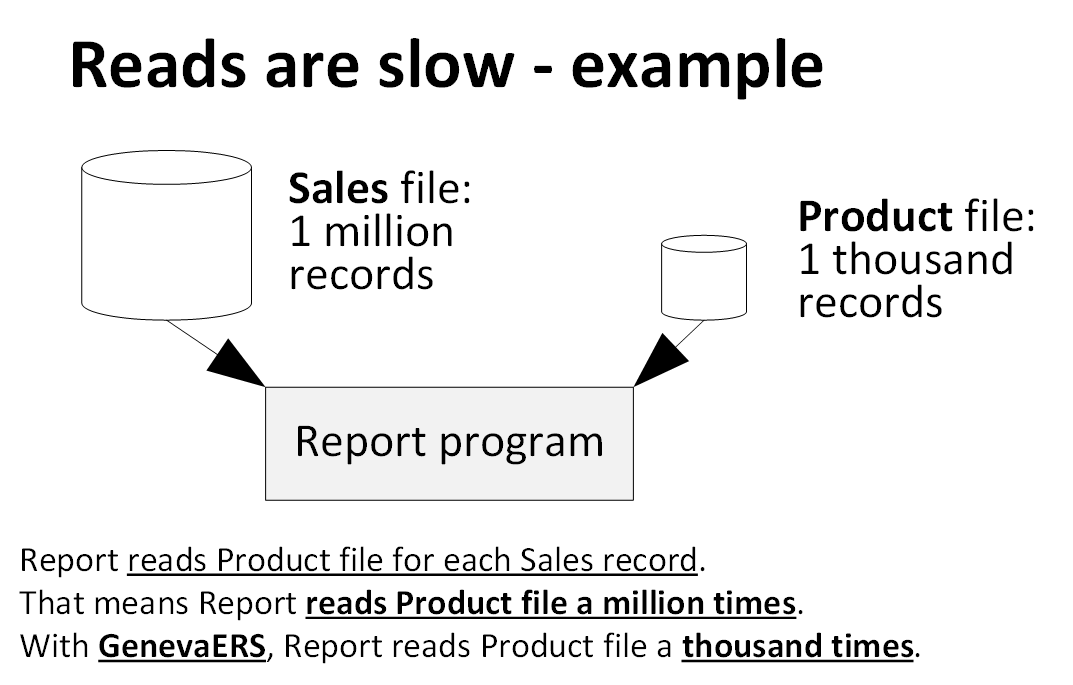 Reads are slow - example
Sales file:
1 million
records
Product file:
1 thousand
records
Report program
Report reads Product file for each Sales record.
That means Report reads Product file a million times.
With GenevaERS, Report reads Product file a thousand times.